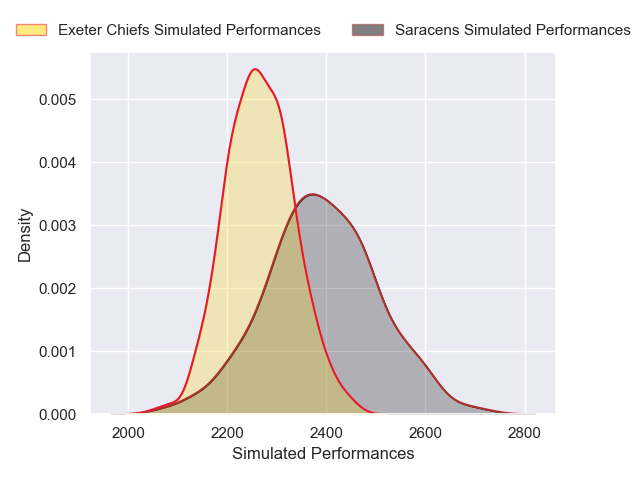 Exeter Chiefs Simulated Performances Saracens Simulated Performances
0.005
0.004
0.003
0.002
0.001
0.000
Density
2000 2200 2400 2600 2800
Simulated Performances